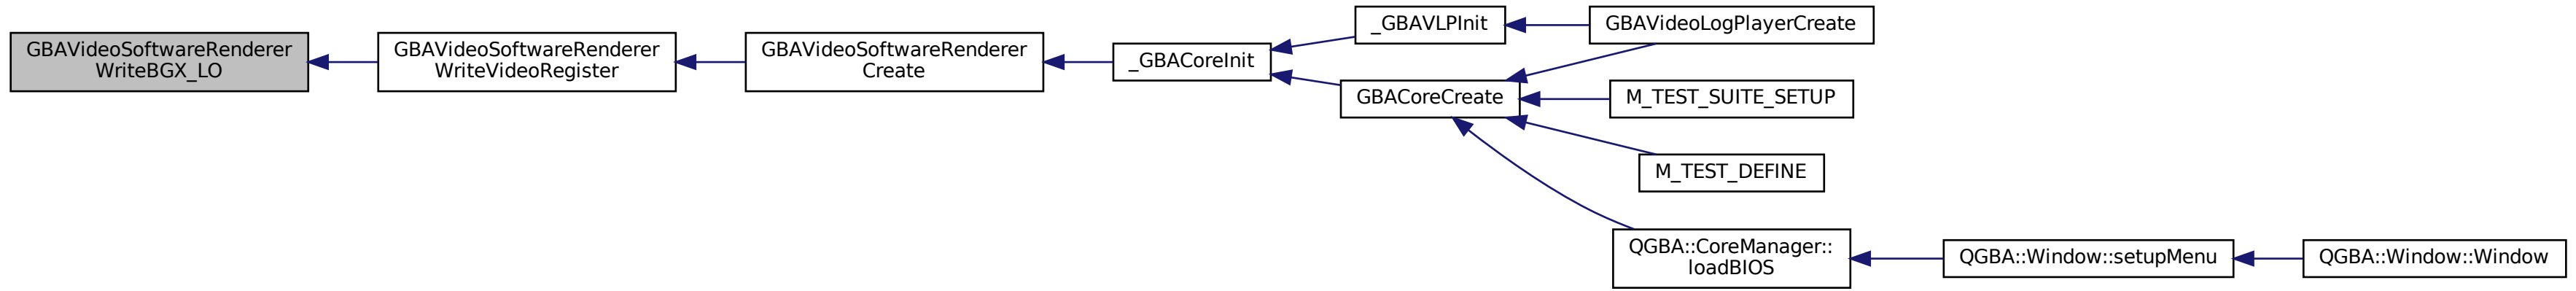 GBAVideoSoftwareRenderer
WriteBGX_LO
GBAVideoSoftwareRenderer
WriteVideoRegister
GBAVideoSoftwareRenderer
Create
_GBACoreInit
_GBAVLPInit
GBAVideoLogPlayerCreate
GBACoreCreate
M_TEST_SUITE_SETUP
M_TEST_DEFINE
QGBA::CoreManager::
loadBIOS
QGBA::Window::setupMenu
QGBA::Window::Window